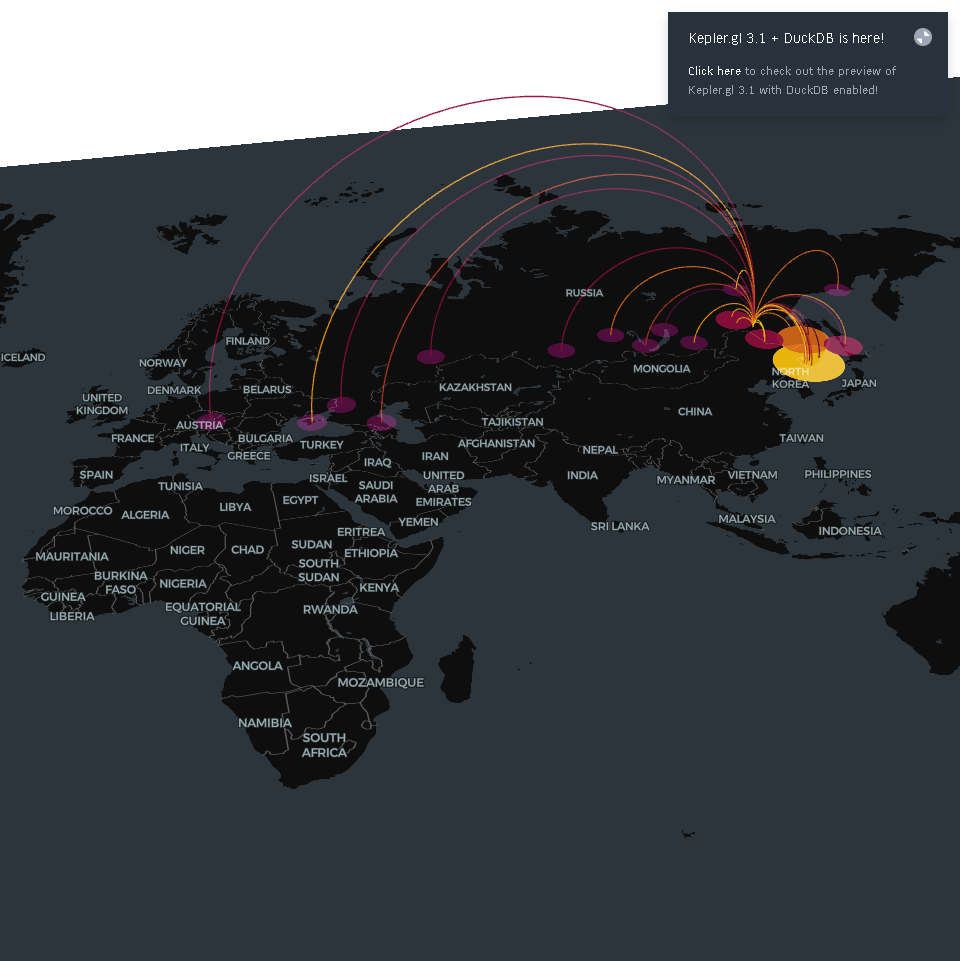 Kepler.gl 3.1 + DuckDB is here!
Click here to check out the preview of
Kepler.gl 3.1 with DuckDB enabled!
RUSSIA
FINLAND
ICELAND
NORWAY
MONGOLIA
NORTH
KOREA
JAPAN
DENMARK
BELARUS
KAZAKHSTAN
UNITED
KINGDOM
CHINA
AUSTRIA
TAJIKISTAN
FRANCE
BULGARIA
TURKEY
AFGHANISTAN
TAIWAN
ITALY
GREECE
IRAN
NEPAL
IRAQ
SPAIN
ISRAEL
UNITED
ARAB
EMIRATES
INDIA
MYANMAR
VIETNAM
PHILIPPINES
TUNISIA
SAUDI
ARABIA
MOROCCO
ALGERIA
LIBYA
EGYPT
YEMEN
SRI LANKA
MALAYSIA
INDONESIA
ERITREA
MAURITANIA
NIGER
CHAD
SUDAN
ETHIOPIA
SOUTH
SUDAN
BURKINA
FASO
NIGERIA
KENYA
GUINEA
LIBERIA
EQUATORIAL
GUINEA
RWANDA
ANGOLA
MOZAMBIQUE
NAMIBIA
SOUTH
AFRICA